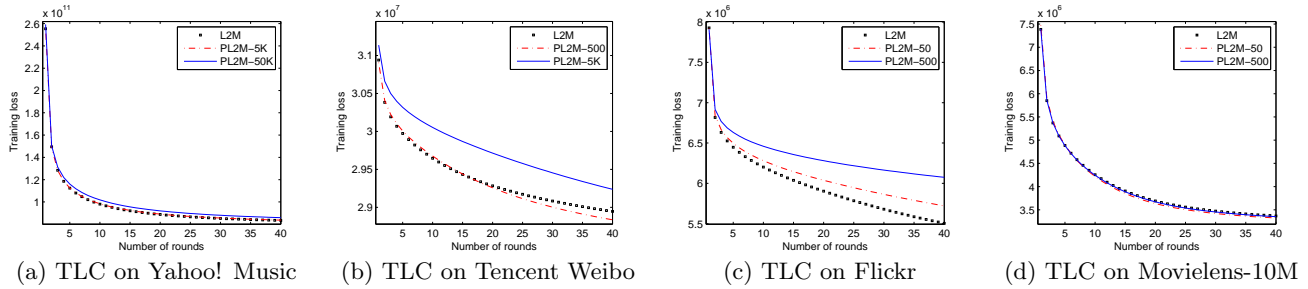 x 10^11
2.6
2.4
2.2
2
1.8
1.6
1.4
1.2
1
Training loss
5 10 15 20 25 30 35 40
Number of rounds
L2M
PL2M−5K
PL2M−50K
(a) TLC on Yahoo! Music
x 10^7
3.1
3.05
3
2.95
2.9
Training loss
5 10 15 20 25 30 35 40
Number of rounds
L2M
PL2M−500
PL2M−5K
(b) TLC on Tencent Weibo
x 10^6
8
7.5
7
6.5
6
5.5
Training loss
5 10 15 20 25 30 35 40
Number of rounds
L2M
PL2M−50
PL2M−500
(c) TLC on Flickr
x 10^6
7.5
7
6.5
6
5.5
5
4.5
4
3.5
Training loss
5 10 15 20 25 30 35 40
Number of rounds
L2M
PL2M−50
PL2M−500
(d) TLC on Movielens-10M